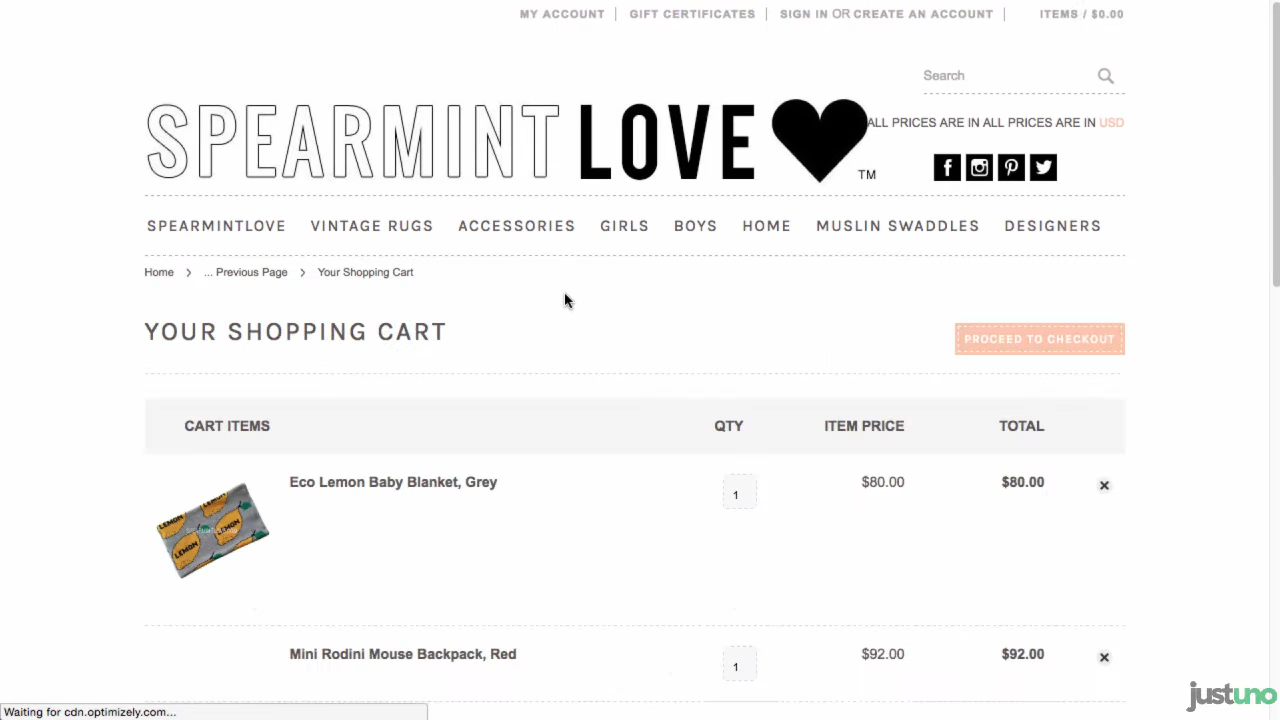 MY ACCOUNT | GIFT CERTIFICATES | SIGN IN OR CREATE AN ACCOUNT | ITEMS / $0.00
Search
SPEARMINT LOVE TM
ALL PRICES ARE IN ALL PRICES ARE IN USD
SPEARMINTLOVE VINTAGE RUGS ACCESSORIES GIRLS BOYS HOME MUSLIN SWADDLES DESIGNERS
Home > ... Previous Page > Your Shopping Cart
YOUR SHOPPING CART
PROCEED TO CHECKOUT
CART ITEMS QTY ITEM PRICE TOTAL
Eco Lemon Baby Blanket, Grey 1 $80.00 $80.00
LEMON
LEMON
LEMON
LEMON
Mini Rodini Mouse Backpack, Red 1 $92.00 $92.00
Waiting for cdn.optimizely.com...
justuno